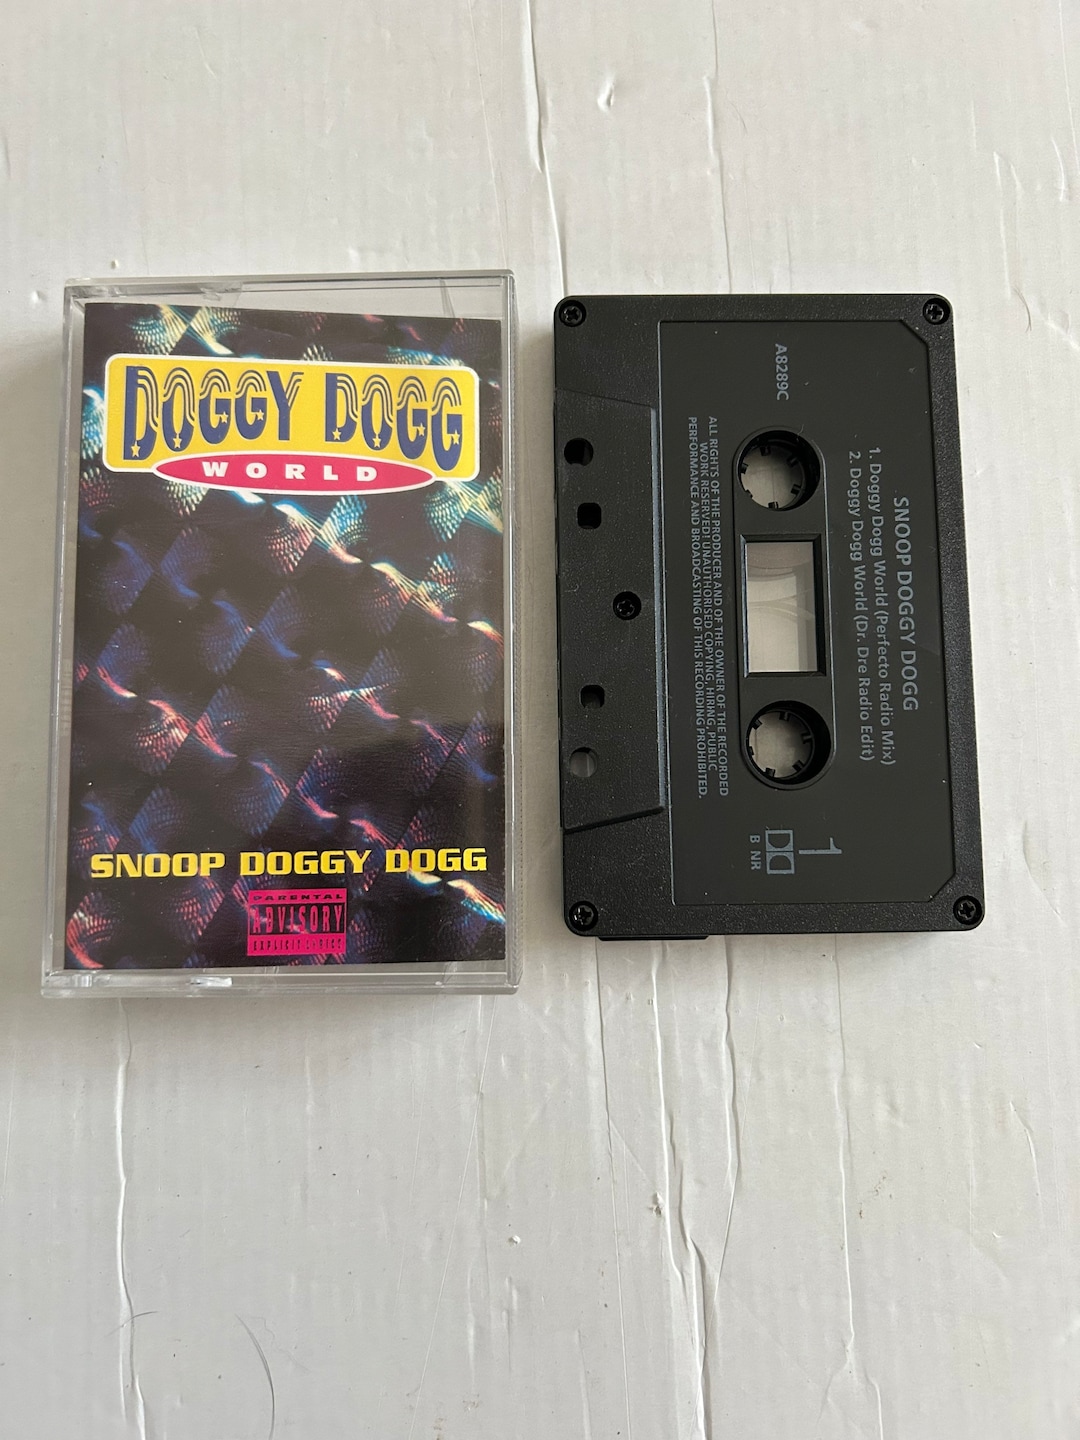 DOGGY DOGG
WORLD
SNOOP DOGGY DOGG
PARENTAL
ADVISORY
EXPLICIT LYRICS
SNOOP DOGGY DOGG
1. Doggy Dogg World (Perfecto Radio Mix)
2. Doggy Dogg World (Dr. Dre Radio Edit)
A8289C
1
B NR
ALL RIGHTS OF THE PRODUCER AND OF THE OWNER OF THE RECORDED
WORK RESERVED! UNAUTHORISED COPYING, HIRING, PUBLIC
PERFORMANCE AND BROADCASTING OF THIS RECORDING PROHIBITED.